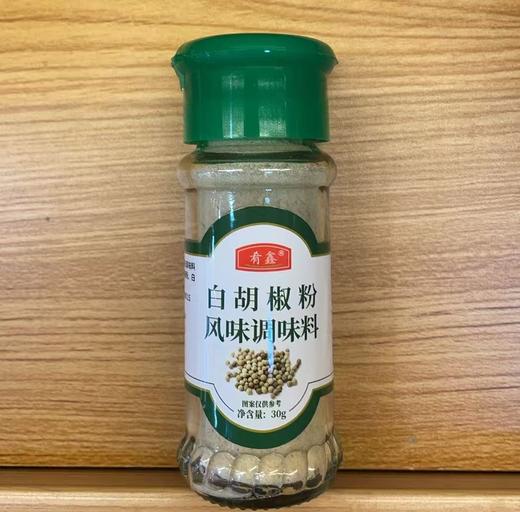 肴鑫®
白胡椒粉
风味调味料
图案仅供参考
净含量: 30g